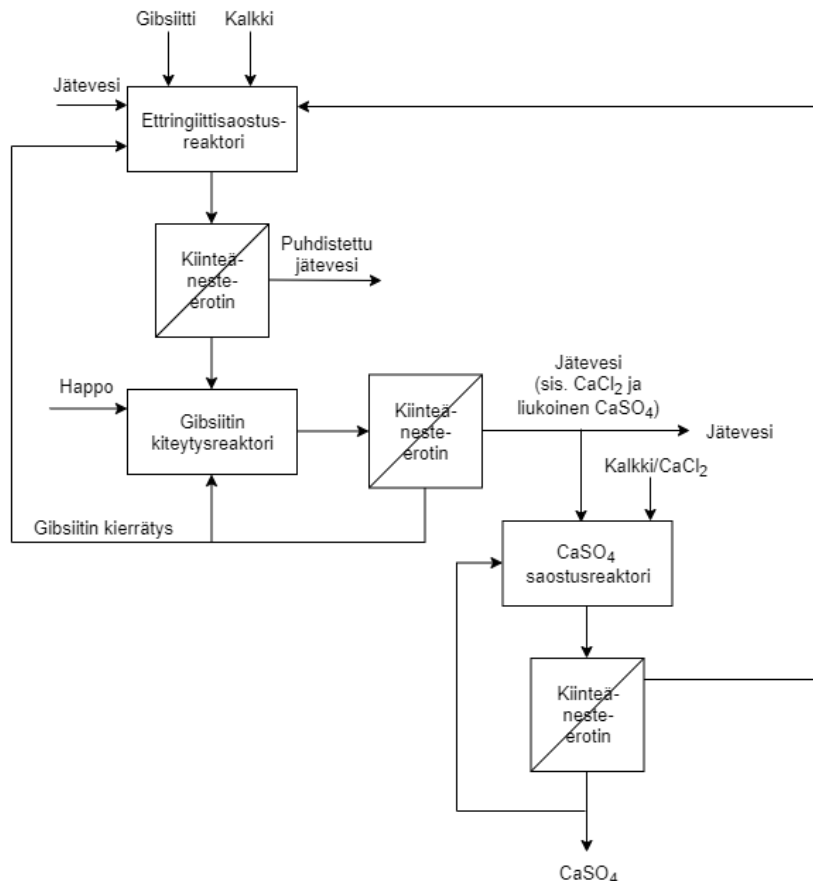 Gibsiitti
Kalkki
Jätevesi
Ettringiittisaostus-
reaktori
Kiinteä-
neste-
erotin
Puhdistettu
jätevesi
Happo
Gibsiitin
kiteytysreaktori
Kiinteä-
neste-
erotin
Jätevesi
(sis. CaCl₂ ja
liukoinen CaSO₄)
Jätevesi
Kalkki/CaCl₂
Gibsiitin kierrätys
CaSO₄
saostusreaktori
Kiinteä-
neste-
erotin
CaSO₄